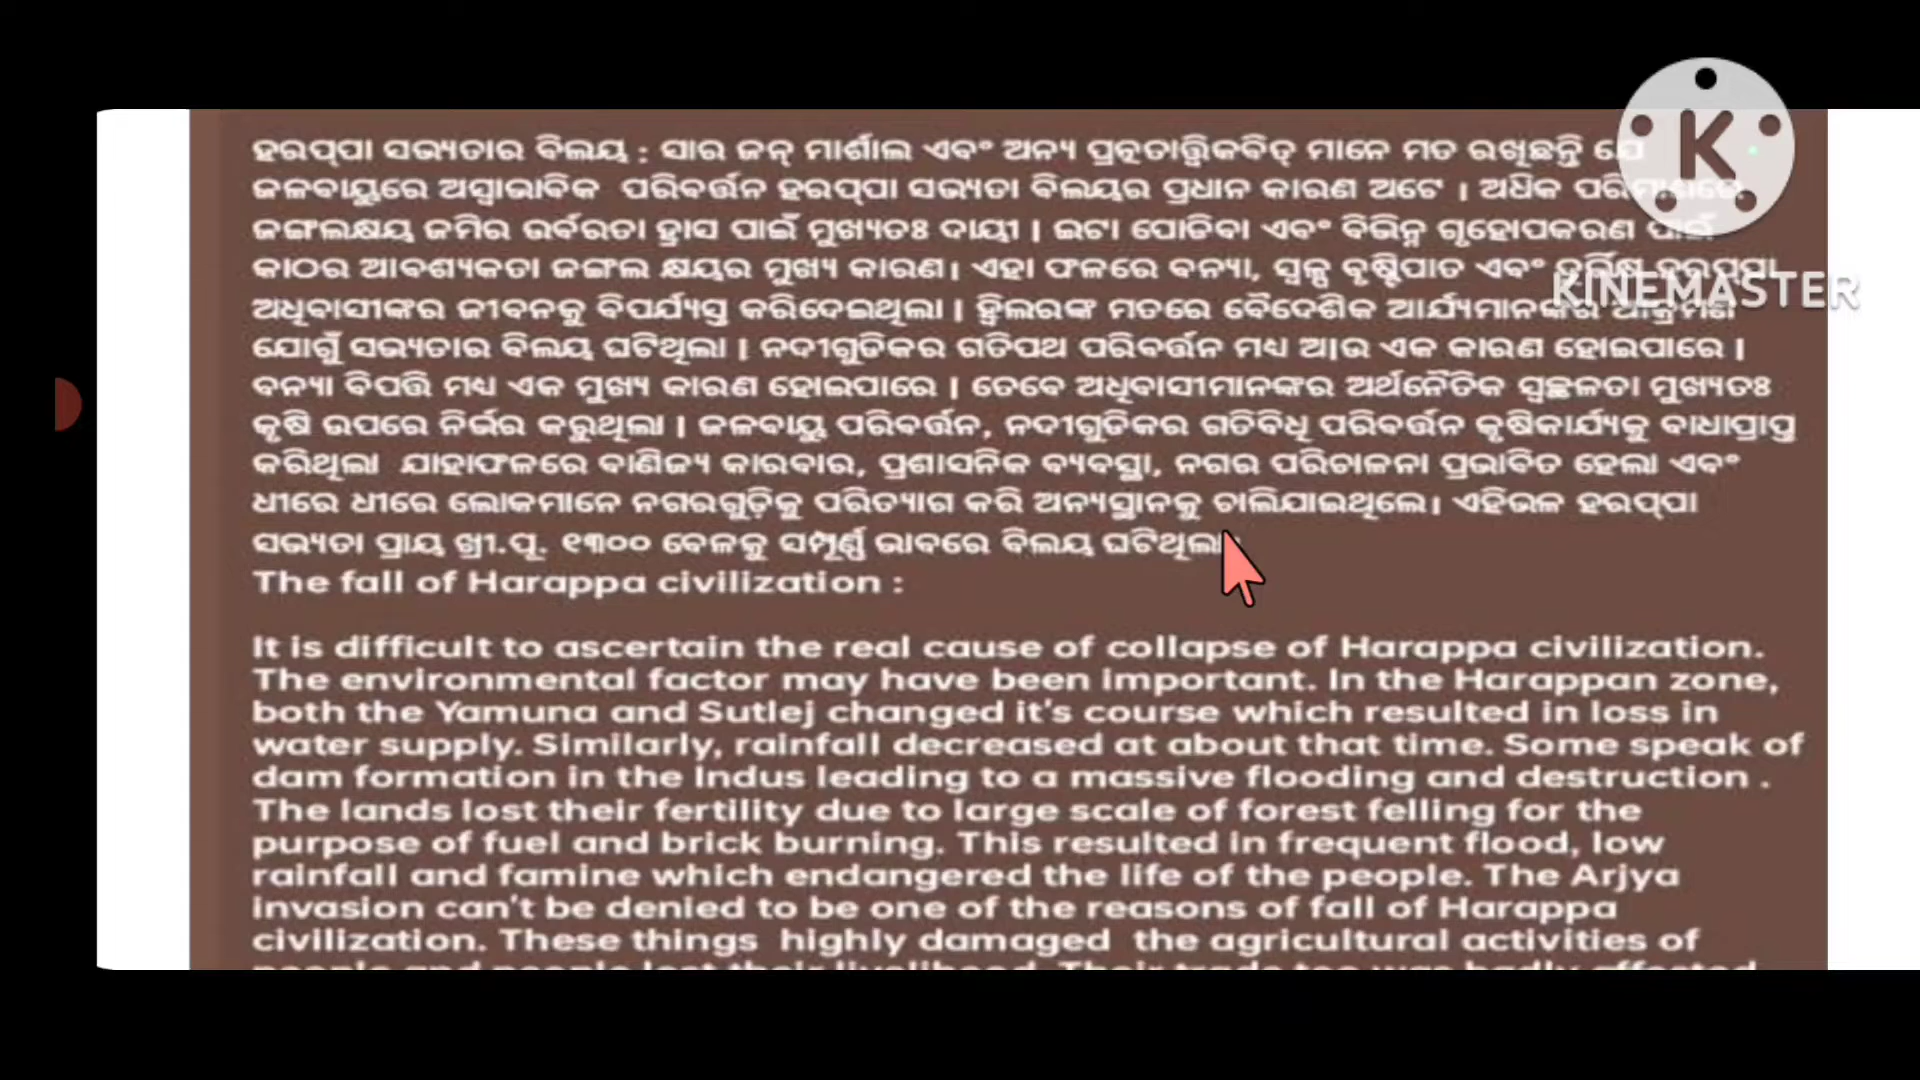 ହରପ୍ପା ସଭ୍ୟତାର ବିଲୟ : ସାର ଜନ୍ ମାର୍ଶାଲ ଏବଂ ଅନ୍ୟ ପ୍ରତ୍ନତାତ୍ତ୍ୱିକବିତ୍ ମାନେ ମତ ରଖିଛନ୍ତି ଯେ
ଜଳବାୟୁରେ ଅସ୍ୱାଭାବିକ ପରିବର୍ତ୍ତନ ହରପ୍ପା ସଭ୍ୟତା ବିଲୟର ପ୍ରଧାନ କାରଣ ଅଟେ । ଅଧିକ
ଜଙ୍ଗଲକ୍ଷୟ ଜମିର ଉର୍ବରତା ହ୍ରାସ ପାଇଁ ମୁଖ୍ୟତଃ ଦାୟୀ । ଇଟା ପୋଡିବା ଏବଂ ବିଭିନ୍ନ ଗୃହୋପକରଣ ପାଇଁ
କାଠର ଆବଶ୍ୟକତା ଜଙ୍ଗଲ କ୍ଷୟର ମୁଖ୍ୟ କାରଣ। ଏହା ଫଳରେ ବନ୍ୟା, ସ୍ୱଳ୍ପ ବୃଷ୍ଟିପାତ ଏବଂ
ଅଧିବାସୀଙ୍କର ଜୀବନକୁ ବିପର୍ଯ୍ୟସ୍ତ କରିଦେଇଥିଲା । ହ୍ୱିଲରଙ୍କ ମତରେ ବୈଦେଶିକ ଆର୍ଯ୍ୟମାନଙ୍କର ଆକ୍ରମଣ
ଯୋଗୁଁ ସଭ୍ୟତାର ବିଲୟ ଘଟିଥିଲା । ନଦୀଗୁଡିକର ଗତିପଥ ପରିବର୍ତ୍ତନ ମଧ୍ୟ ଆଉ ଏକ କାରଣ ହୋଇପାରେ ।
ବନ୍ୟା ବିପତ୍ତି ମଧ୍ୟ ଏକ ମୁଖ୍ୟ କାରଣ ହୋଇପାରେ । ତେବେ ଅଧିବାସୀମାନଙ୍କର ଅର୍ଥନୈତିକ ସ୍ୱଚ୍ଛଳତା ମୁଖ୍ୟତଃ
କୃଷି ଉପରେ ନିର୍ଭର କରୁଥିଲା । ଜଳବାୟୁ ପରିବର୍ତ୍ତନ, ନଦୀଗୁଡିକର ଗତିବିଧି ପରିବର୍ତ୍ତନ କୃଷିକାର୍ଯ୍ୟକୁ ବାଧାପ୍ରାପ୍ତ
କରିଥିଲା ଯାହାଫଳରେ ବାଣିଜ୍ୟ କାରବାର, ପ୍ରଶାସନିକ ବ୍ୟବସ୍ଥା, ନଗର ପରିଚାଳନା ପ୍ରଭାବିତ ହେଲା ଏବଂ
ଧୀରେ ଧୀରେ ଲୋକମାନେ ନଗରଗୁଡ଼ିକୁ ପରିତ୍ୟାଗ କରି ଅନ୍ୟସ୍ଥାନକୁ ଚାଲିଯାଇଥିଲେ। ଏହିଭଳ ହରପ୍ପା
ସଭ୍ୟତା ପ୍ରାୟ ଖ୍ରୀ.ପୂ. ୧୩୦୦ ବେଳକୁ ସମ୍ପୂର୍ଣ୍ଣ ଭାବରେ ବିଲୟ ଘଟିଥିଲା
The fall of Harappa civilization :
It is difficult to ascertain the real cause of collapse of Harappa civilization.
The environmental factor may have been important. In the Harappan zone,
both the Yamuna and Sutlej changed it's course which resulted in loss in
water supply. Similarly, rainfall decreased at about that time. Some speak of
dam formation in the Indus leading to a massive flooding and destruction .
The lands lost their fertility due to large scale of forest felling for the
purpose of fuel and brick burning. This resulted in frequent flood, low
rainfall and famine which endangered the life of the people. The Arjya
invasion can't be denied to be one of the reasons of fall of Harappa
civilization. These things highly damaged the agricultural activities of
K
KINEMASTER